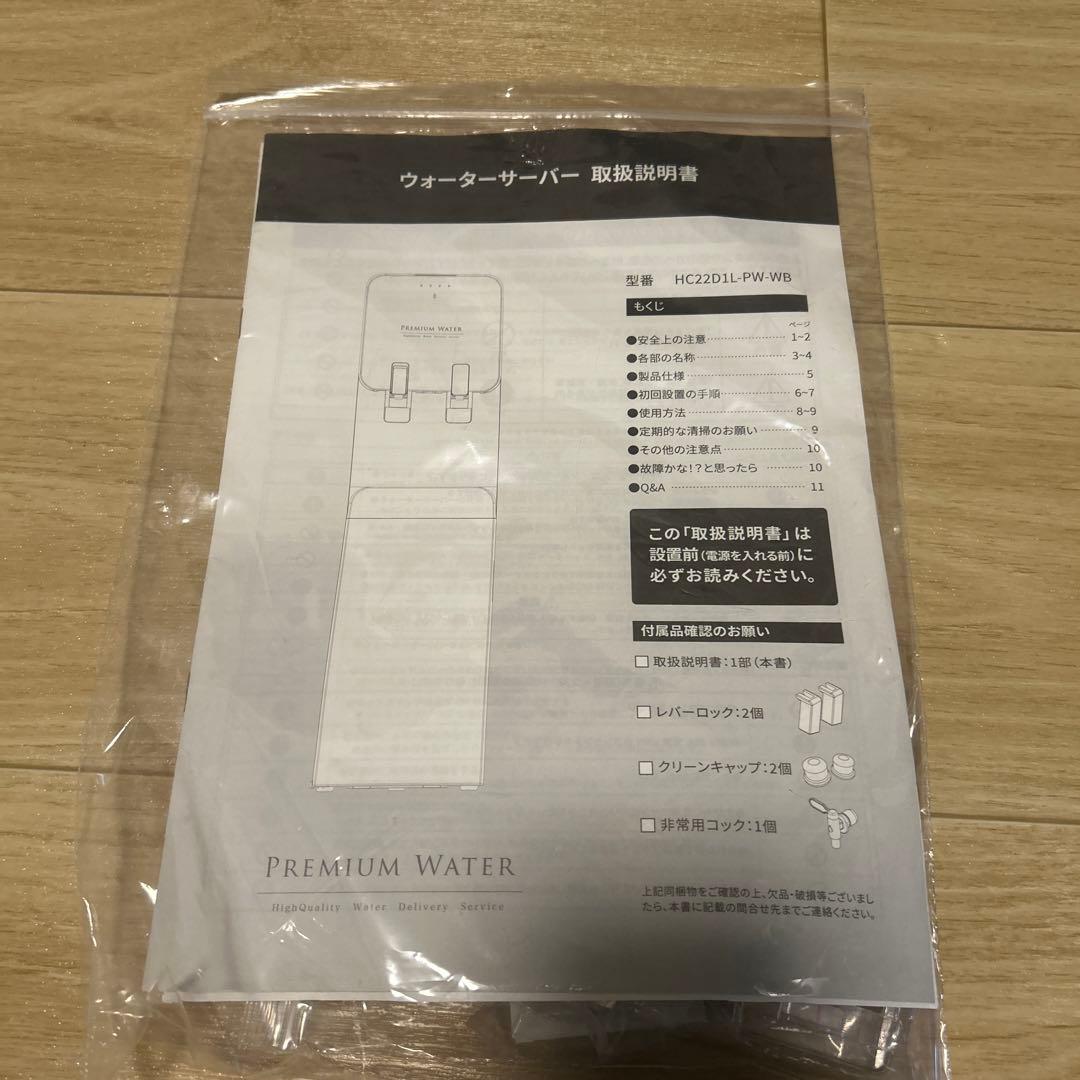 ウォーターサーバー 取扱説明書
型番 HC22D1L-PW-WB
もくじ
ページ
●安全上の注意 1~2
●各部の名称 3~4
●製品仕様 5
●初回設置の手順 6~7
●使用方法 8~9
●定期的な清掃のお願い 9
●その他の注意点 10
●故障かな!?と思ったら 10
●Q&A 11
この「取扱説明書」は
設置前(電源を入れる前)に
必ずお読みください。
付属品確認のお願い
取扱説明書:1部(本書)
レバーロック:2個
クリーンキャップ:2個
非常用コック:1個
上記同梱物をご確認の上、欠品・破損等ございまし
たら、本書に記載の問合せ先までご連絡ください。
PREMIUM WATER
PREMIUM WATER
HighQuality Water Delivery Service